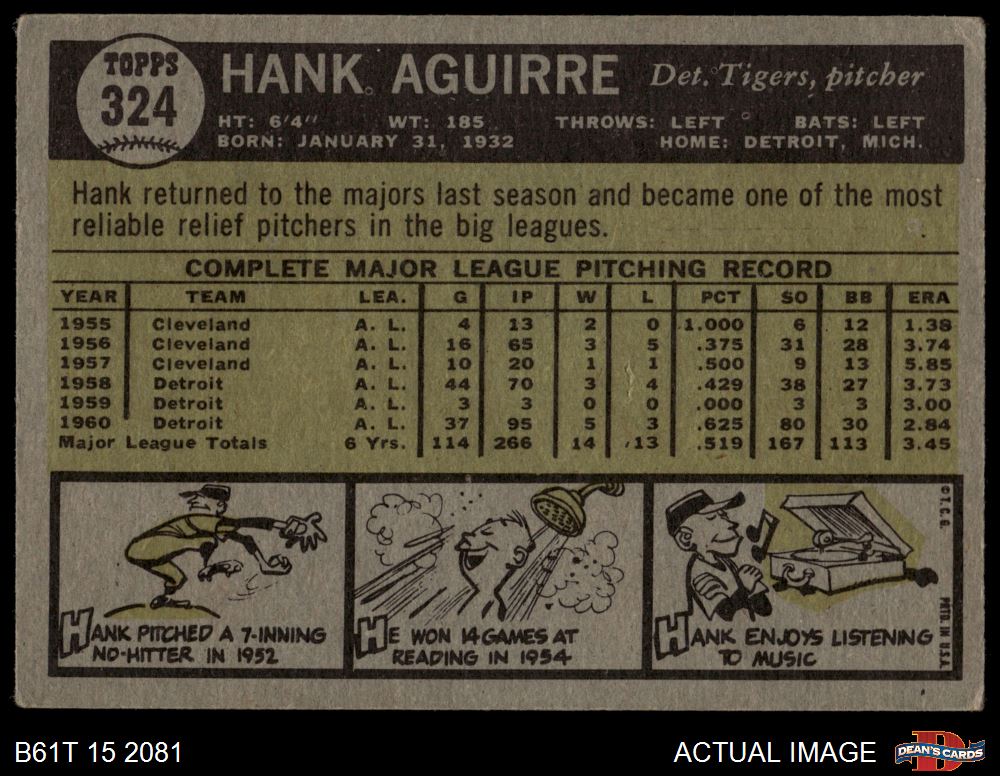 TOPPS
324
HANK AGUIRRE Det. Tigers, pitcher
HT: 6'4" WT: 185 THROWS: LEFT BATS: LEFT
BORN: JANUARY 31, 1932 HOME: DETROIT, MICH.
Hank returned to the majors last season and became one of the most
reliable relief pitchers in the big leagues.
COMPLETE MAJOR LEAGUE PITCHING RECORD
YEAR TEAM LEA. G IP W L PCT SO BB ERA
1955 Cleveland A. L. 4 13 2 0 1.000 6 12 1.38
1956 Cleveland A. L. 16 65 3 5 .375 31 28 3.74
1957 Cleveland A. L. 10 20 1 1 .500 9 13 5.85
1958 Detroit A. L. 44 70 3 4 .429 38 27 3.73
1959 Detroit A. L. 3 3 0 0 .000 3 3 3.00
1960 Detroit A. L. 37 95 5 3 .625 80 30 2.84
Major League Totals 6 Yrs. 114 266 14 13 .519 167 113 3.45
HANK PITCHED A 7-INNING
NO-HITTER IN 1952
HE WON 14 GAMES AT
READING IN 1954
HANK ENJOYS LISTENING
TO MUSIC
© T.C.G. PRTD. IN U.S.A.
B61T 15 2081 ACTUAL IMAGE DEAN'S CARDS